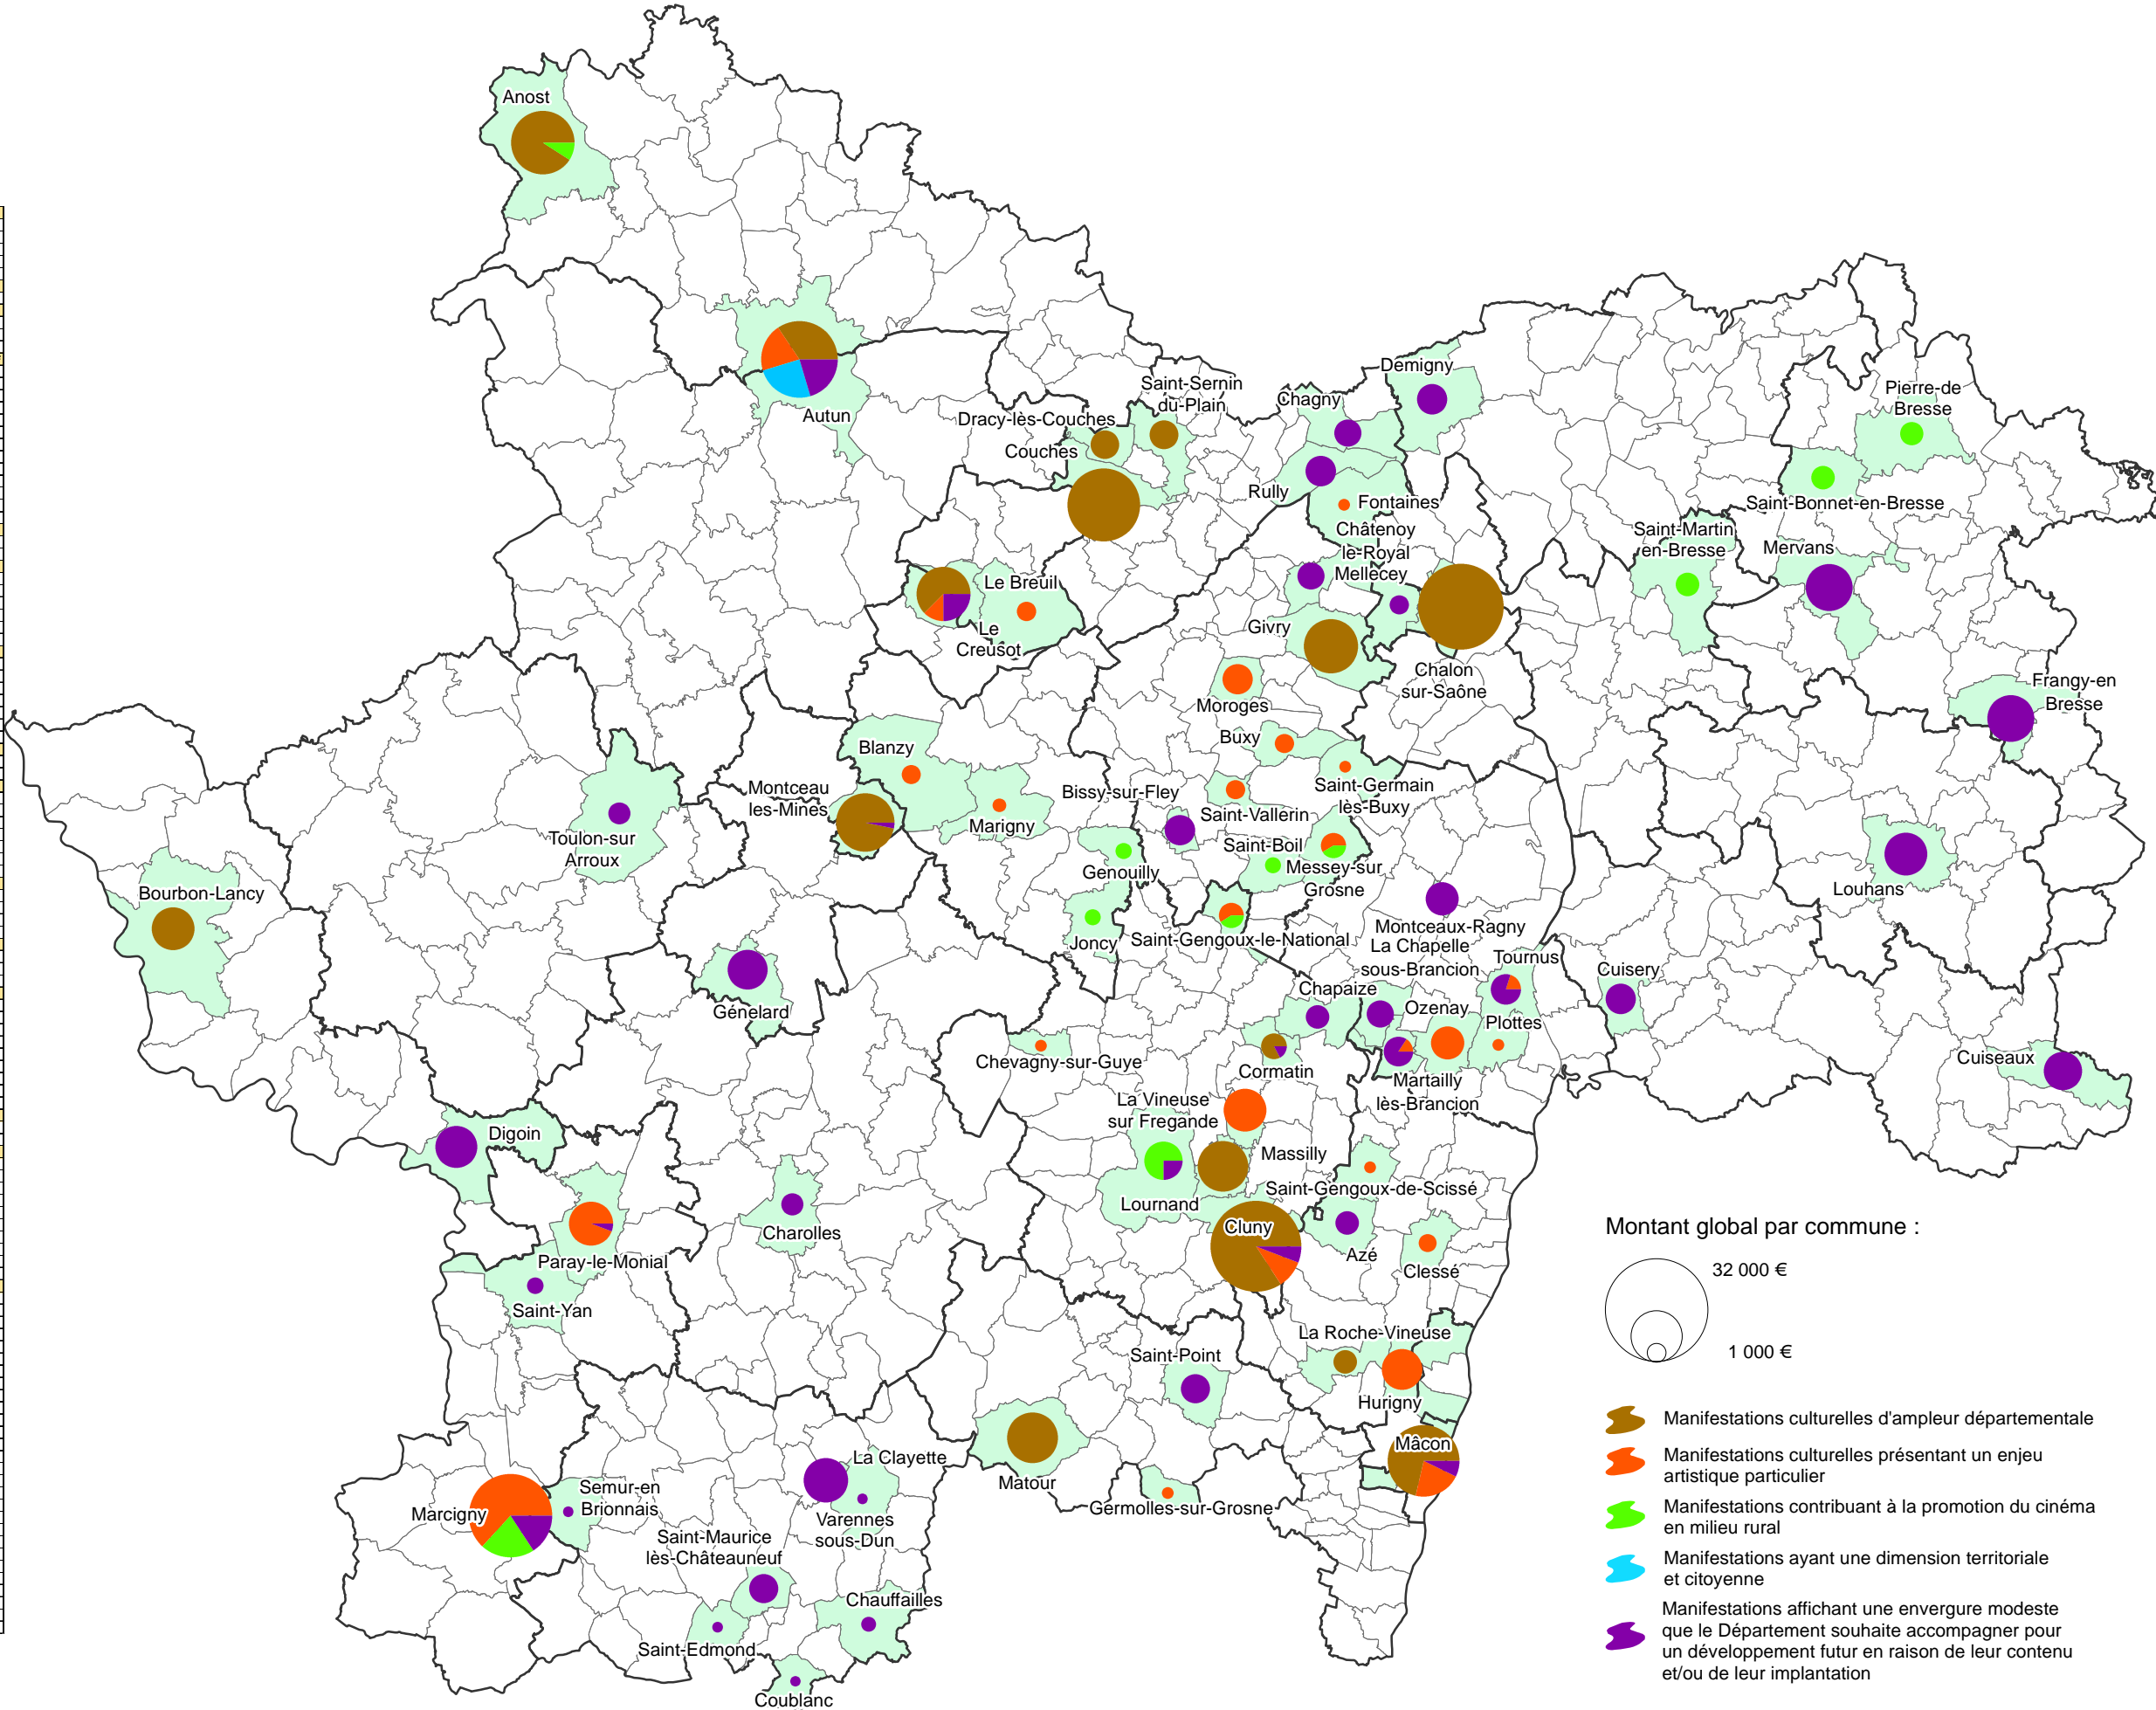 Anost
Autun
Demigny
Saint-Sernin
du-Plain
Chagny
Pierre-de
Bresse
Dracy-lès-Couches
Couches
Rully
Fontaines
Saint-Bonnet-en-Bresse
Châtenoy
le-Royal
Mellecey
Saint-Martin
en-Bresse
Mervans
Le Breuil
Le
Creusot
Givry
Chalon
sur-Saône
Moroges
Frangy-en
Bresse
Buxy
Blanzy
Montceau
les-Mines
Marigny
Bissy-sur-Fley
Saint-Germain
lès-Buxy
Saint-Vallerin
Toulon-sur
Arroux
Saint-Boil
Messey-sur
Grosne
Genouilly
Bourbon-Lancy
Louhans
Joncy
Saint-Gengoux-le-National
Montceaux-Ragny
La Chapelle
sous-Brancion
Tournus
Cuisery
Génelard
Chapaize
Ozenay
Plottes
Chevagny-sur-Guye
Cormatin
Cuiseaux
Martailly
lès-Brancion
La Vineuse
sur Fregande
Digoin
Massilly
Saint-Gengoux-de-Scissé
Lournand
Charolles
Cluny
Azé
Clessé
Paray-le-Monial
Saint-Yan
La Roche-Vineuse
Saint-Point
Hurigny
Mâcon
La Clayette
Matour
Semur-en
Brionnais
Marcigny
Germolles-sur-Grosne
Varennes
sous-Dun
Saint-Maurice
lès-Châteauneuf
Chauffailles
Saint-Edmond
Coublanc
Montant global par commune :
32 000 €
1 000 €
Manifestations culturelles d'ampleur départementale
Manifestations culturelles présentant un enjeu
artistique particulier
Manifestations contribuant à la promotion du cinéma
en milieu rural
Manifestations ayant une dimension territoriale
et citoyenne
Manifestations affichant une envergure modeste
que le Département souhaite accompagner pour
un développement futur en raison de leur contenu
et/ou de leur implantation